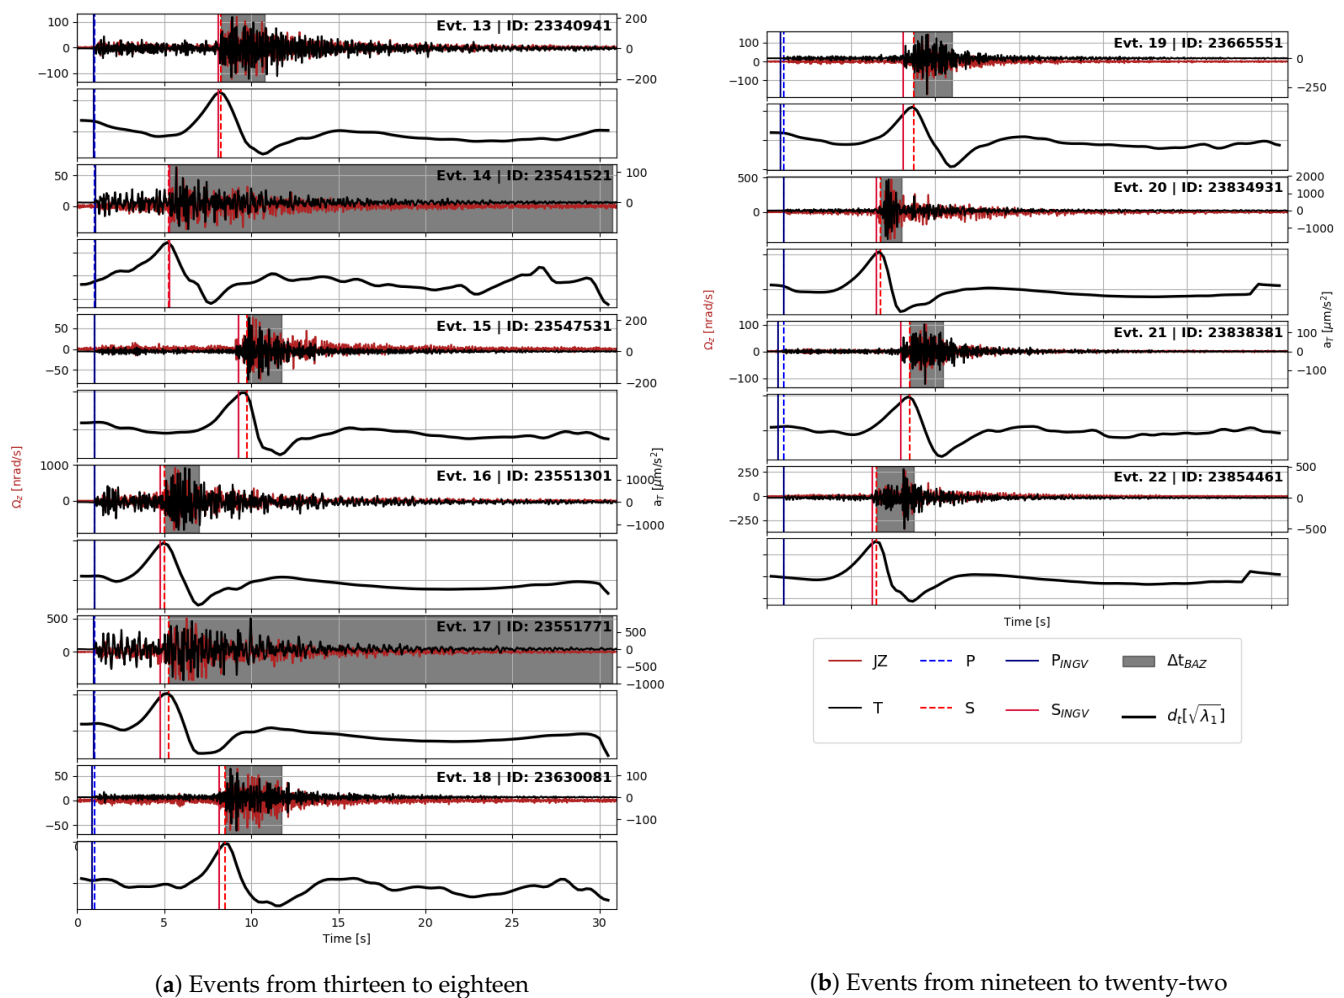 Evt. 13 | ID: 23340941
100
0
−100
200
0
−200
Evt. 14 | ID: 23541521
50
0
100
0
Evt. 15 | ID: 23547531
50
0
−50
200
0
−200
Evt. 16 | ID: 23551301
1000
0
1000
0
−1000
Ωz [nrad/s]
aT [μm/s²]
Evt. 17 | ID: 23551771
500
0
500
0
−500
−1000
Evt. 18 | ID: 23630081
50
0
−50
100
0
−100
0 5 10 15 20 25 30
Time [s]
(a) Events from thirteen to eighteen
Evt. 19 | ID: 23665551
100
0
−100
0
−250
Evt. 20 | ID: 23834931
500
0
2000
1000
0
−1000
Ωz [nrad/s]
aT [μm/s²]
Evt. 21 | ID: 23838381
100
0
−100
100
0
−100
Evt. 22 | ID: 23854461
250
0
−250
500
0
−500
Time [s]
JZ P P_INGV Δt_BAZ
T S S_INGV d_t[√λ₁]
(b) Events from nineteen to twenty-two